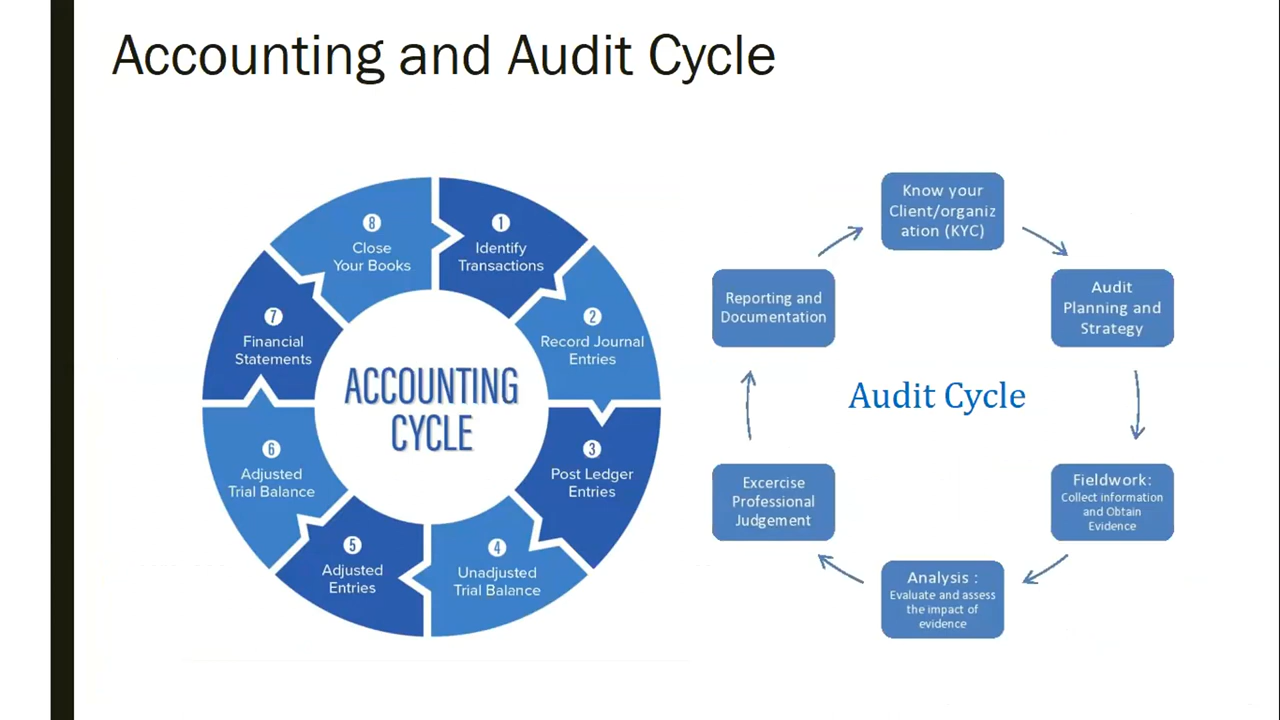 Accounting and Audit Cycle
8
Close
Your Books
1
Identify
Transactions
2
Record Journal
Entries
3
Post Ledger
Entries
4
Unadjusted
Trial Balance
5
Adjusted
Entries
6
Adjusted
Trial Balance
7
Financial
Statements
ACCOUNTING
CYCLE
Know your
Client/organiz
ation (KYC)
Audit
Planning and
Strategy
Fieldwork:
Collect information
and Obtain
Evidence
Analysis :
Evaluate and assess
the impact of
evidence
Excercise
Professional
Judgement
Reporting and
Documentation
Audit Cycle